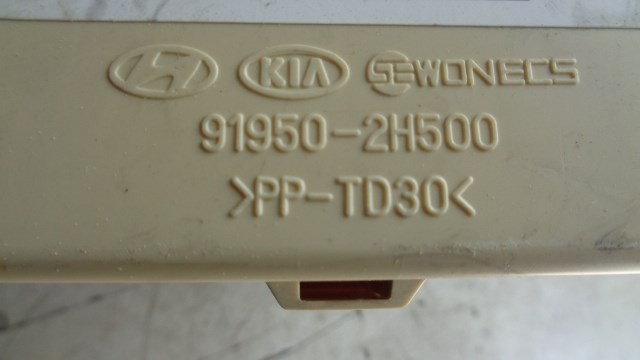 KIA SEWONECS
91950-2H500
>PP-TD30<